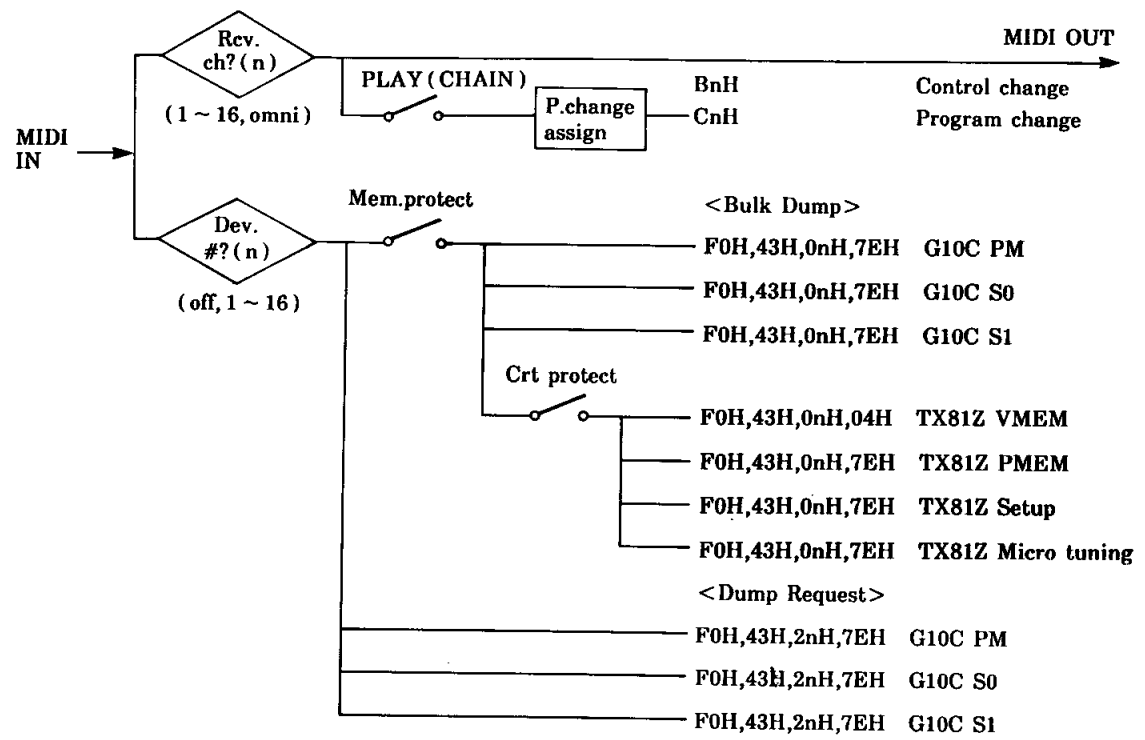 Rcv.
ch?(n)
(1 ~ 16, omni)
MIDI OUT
PLAY(CHAIN)
P.change
assign
BnH Control change
CnH Program change
MIDI
IN
Dev.
#?(n)
(off, 1 ~ 16)
Mem.protect
<Bulk Dump>
F0H,43H,0nH,7EH G10C PM
F0H,43H,0nH,7EH G10C S0
F0H,43H,0nH,7EH G10C S1
Crt protect
F0H,43H,0nH,04H TX81Z VMEM
F0H,43H,0nH,7EH TX81Z PMEM
F0H,43H,0nH,7EH TX81Z Setup
F0H,43H,0nH,7EH TX81Z Micro tuning
<Dump Request>
F0H,43H,2nH,7EH G10C PM
F0H,43H,2nH,7EH G10C S0
F0H,43H,2nH,7EH G10C S1